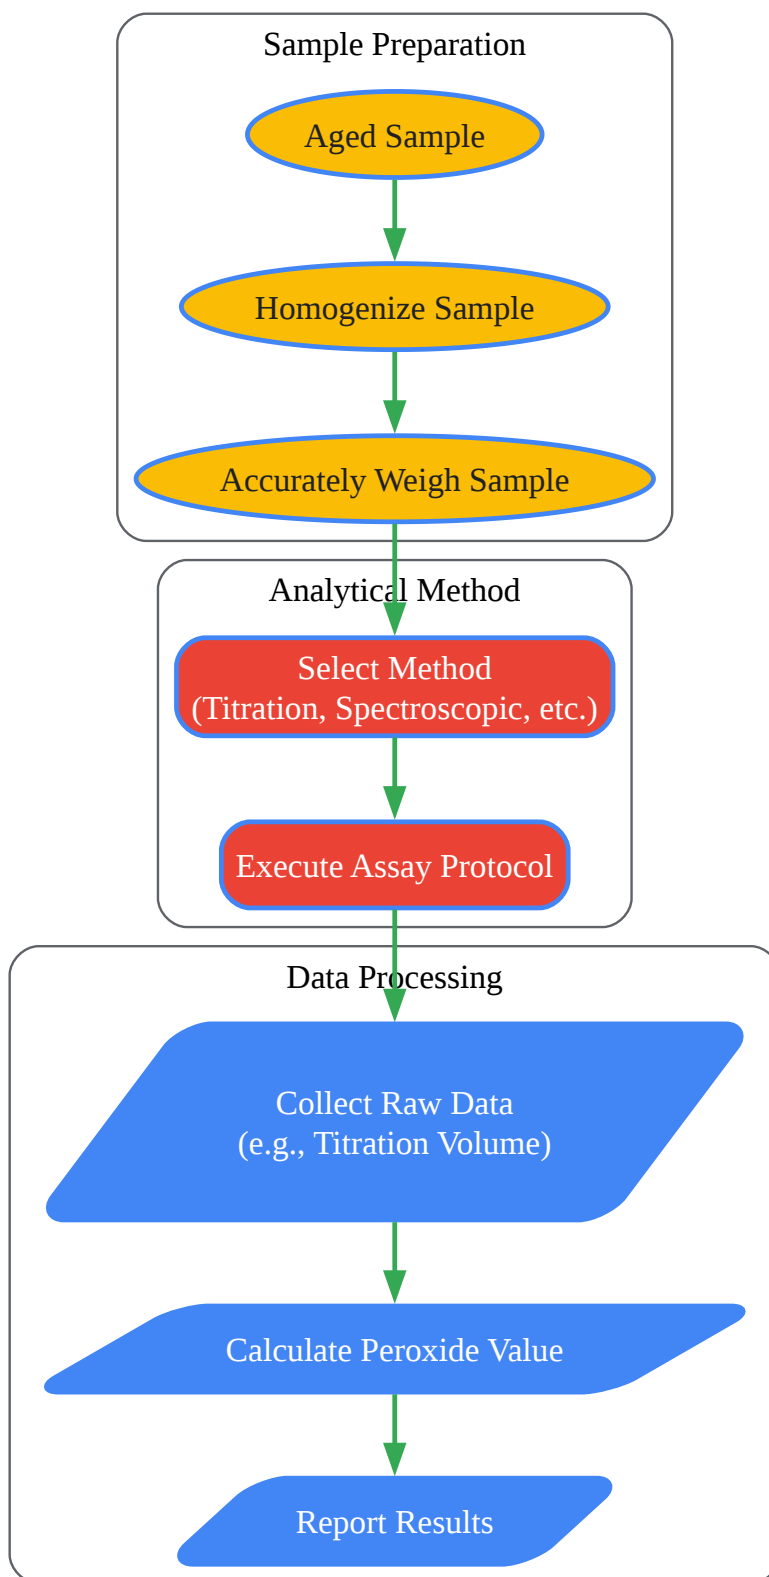 Sample Preparation
Aged Sample
Homogenize Sample
Accurately Weigh Sample
Analytical Method
Select Method
(Titration, Spectroscopic, etc.)
Execute Assay Protocol
Data Processing
Collect Raw Data
(e.g., Titration Volume)
Calculate Peroxide Value
Report Results